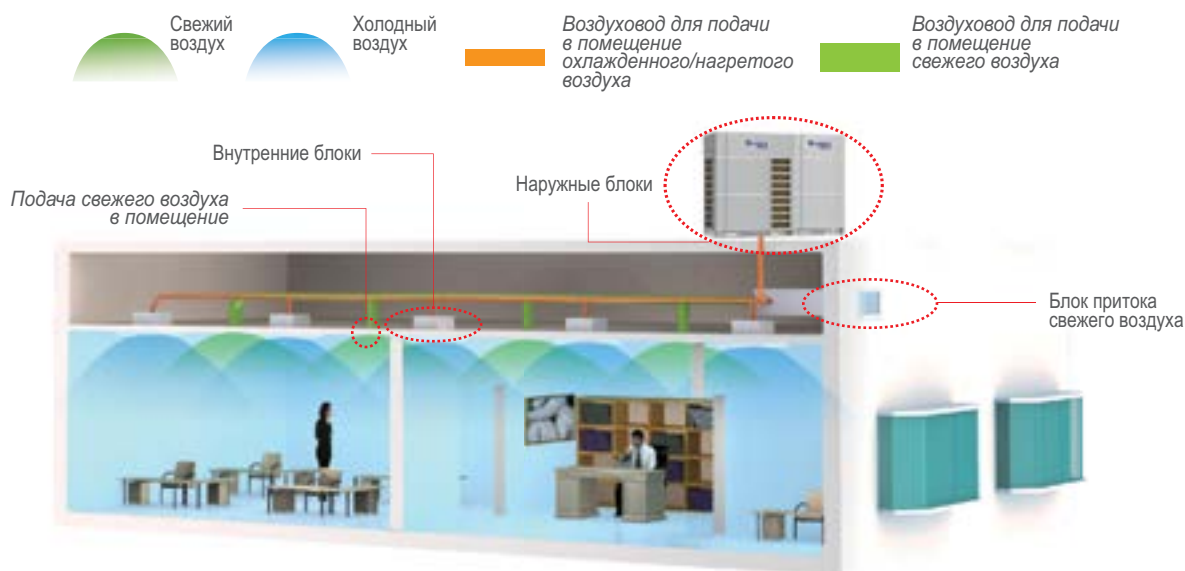 Свежий
воздух
Холодный
воздух
Воздуховод для подачи
в помещение
охлажденного/нагретого
воздуха
Воздуховод для подачи
в помещение
свежего воздуха
Внутренние блоки
Наружные блоки
Подача свежего воздуха
в помещение
Блок притока
свежего воздуха